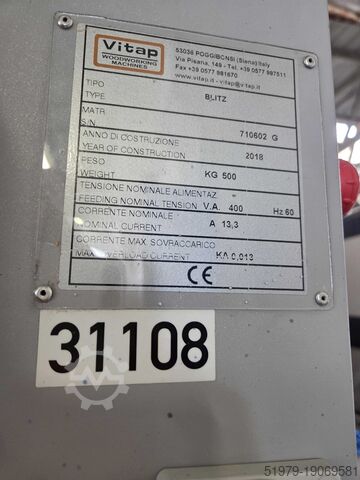 Vitap
WOODWORKING
MACHINES
53036 POGGIBONSI (Siena) Italy
Via Pisana, 149 - Tel. +39 0577 987511
Fax +39 0577 981670
www.vitap.it - vitap@vitap.it
TIPO
TYPE BLITZ
MATR
S.N. 710602 G
ANNO DI COSTRUZIONE
YEAR OF CONSTRUCTION 2018
PESO
WEIGHT KG 500
TENSIONE NOMINALE ALIMENTAZ.
FEEDING NOMINAL TENSION V.A. 400 Hz 60
CORRENTE NOMINALE
NOMINAL CURRENT A 13,3
CORRENTE MAX. SOVRACCARICO
MAX OVERLOAD CURRENT KA 0,013
CE
31108
51979-19069581